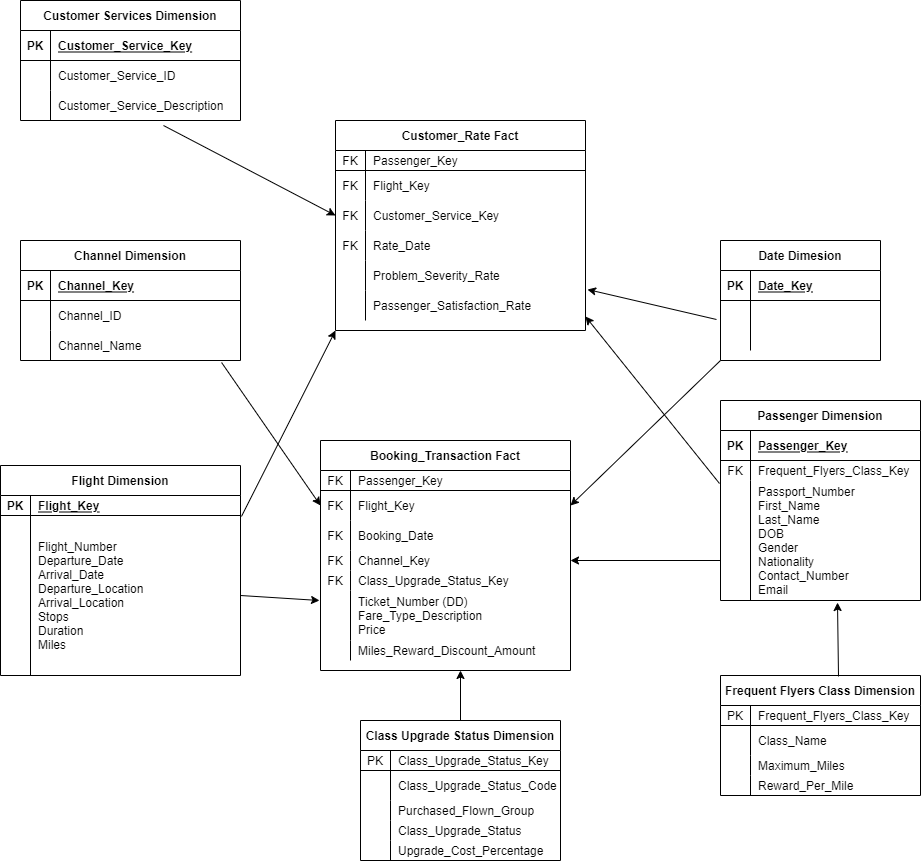 Customer Services Dimension
PK Customer_Service_Key
Customer_Service_ID
Customer_Service_Description
Customer_Rate Fact
FK Passenger_Key
FK Flight_Key
FK Customer_Service_Key
FK Rate_Date
Problem_Severity_Rate
Passenger_Satisfaction_Rate
Channel Dimension
PK Channel_Key
Channel_ID
Channel_Name
Date Dimesion
PK Date_Key
Passenger Dimension
PK Passenger_Key
FK Frequent_Flyers_Class_Key
Passport_Number
First_Name
Last_Name
DOB
Gender
Nationality
Contact_Number
Email
Booking_Transaction Fact
FK Passenger_Key
FK Flight_Key
FK Booking_Date
FK Channel_Key
FK Class_Upgrade_Status_Key
Ticket_Number (DD)
Fare_Type_Description
Price
Miles_Reward_Discount_Amount
Flight Dimension
PK Flight_Key
Flight_Number
Departure_Date
Arrival_Date
Departure_Location
Arrival_Location
Stops
Duration
Miles
Frequent Flyers Class Dimension
PK Frequent_Flyers_Class_Key
Class_Name
Maximum_Miles
Reward_Per_Mile
Class Upgrade Status Dimension
PK Class_Upgrade_Status_Key
Class_Upgrade_Status_Code
Purchased_Flown_Group
Class_Upgrade_Status
Upgrade_Cost_Percentage